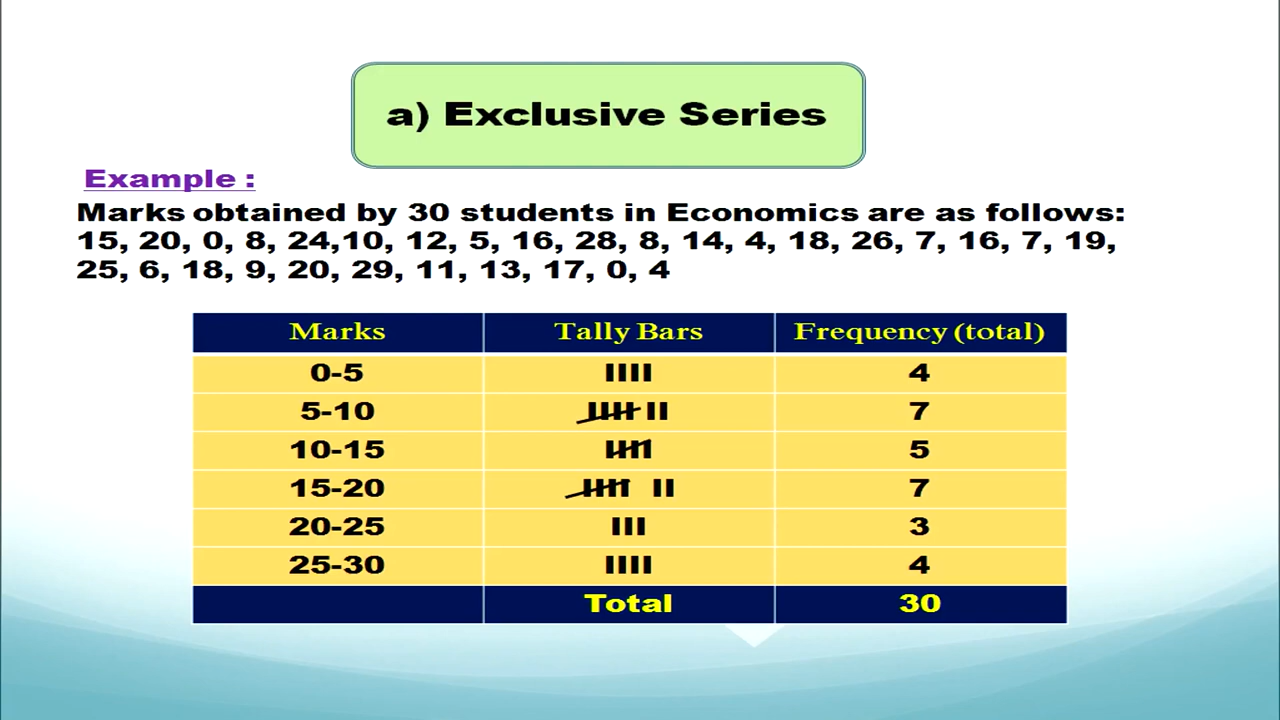 a) Exclusive Series
Example :
Marks obtained by 30 students in Economics are as follows:
15, 20, 0, 8, 24,10, 12, 5, 16, 28, 8, 14, 4, 18, 26, 7, 16, 7, 19,
25, 6, 18, 9, 20, 29, 11, 13, 17, 0, 4
Marks Tally Bars Frequency (total)
0-5 IIII 4
5-10 IIII II 7
10-15 IIII 5
15-20 IIII II 7
20-25 III 3
25-30 IIII 4
Total 30